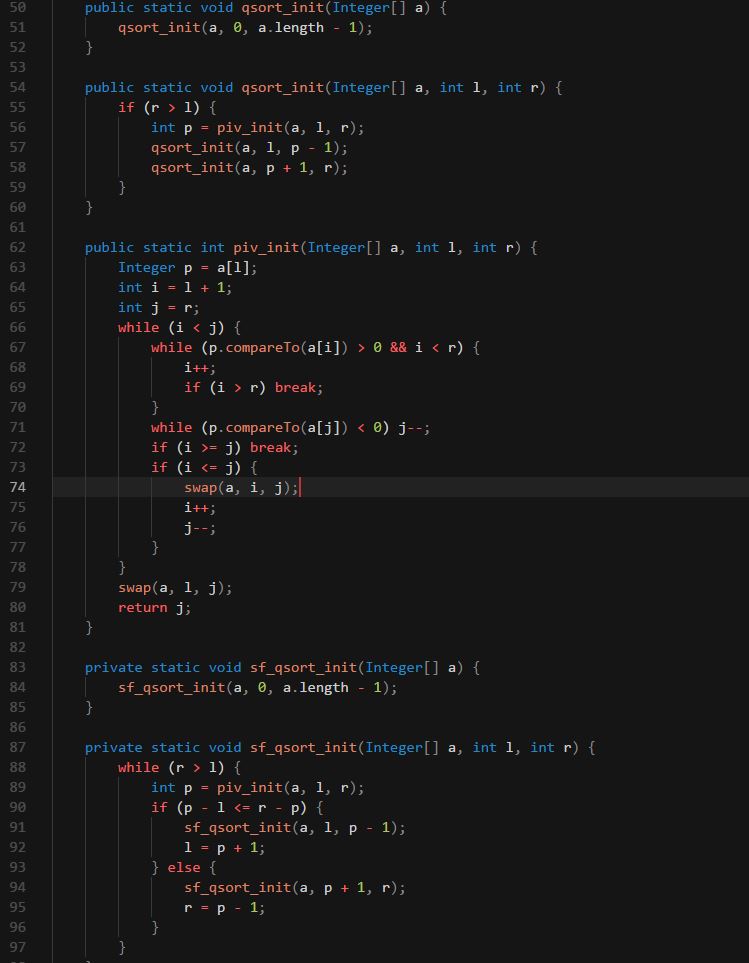 50 public static void qsort_init(Integer[] a) {
51 qsort_init(a, 0, a.length - 1);
52 }
53
54 public static void qsort_init(Integer[] a, int l, int r) {
55 if (r > l) {
56 int p = piv_init(a, l, r);
57 qsort_init(a, l, p - 1);
58 qsort_init(a, p + 1, r);
59 }
60 }
61
62 public static int piv_init(Integer[] a, int l, int r) {
63 Integer p = a[l];
64 int i = l + 1;
65 int j = r;
66 while (i < j) {
67 while (p.compareTo(a[i]) > 0 && i < r) {
68 i++;
69 if (i > r) break;
70 }
71 while (p.compareTo(a[j]) < 0) j--;
72 if (i >= j) break;
73 if (i <= j) {
74 swap(a, i, j);
75 i++;
76 j--;
77 }
78 }
79 swap(a, l, j);
80 return j;
81 }
82
83 private static void sf_qsort_init(Integer[] a) {
84 sf_qsort_init(a, 0, a.length - 1);
85 }
86
87 private static void sf_qsort_init(Integer[] a, int l, int r) {
88 while (r > l) {
89 int p = piv_init(a, l, r);
90 if (p - l <= r - p) {
91 sf_qsort_init(a, l, p - 1);
92 l = p + 1;
93 } else {
94 sf_qsort_init(a, p + 1, r);
95 r = p - 1;
96 }
97 }